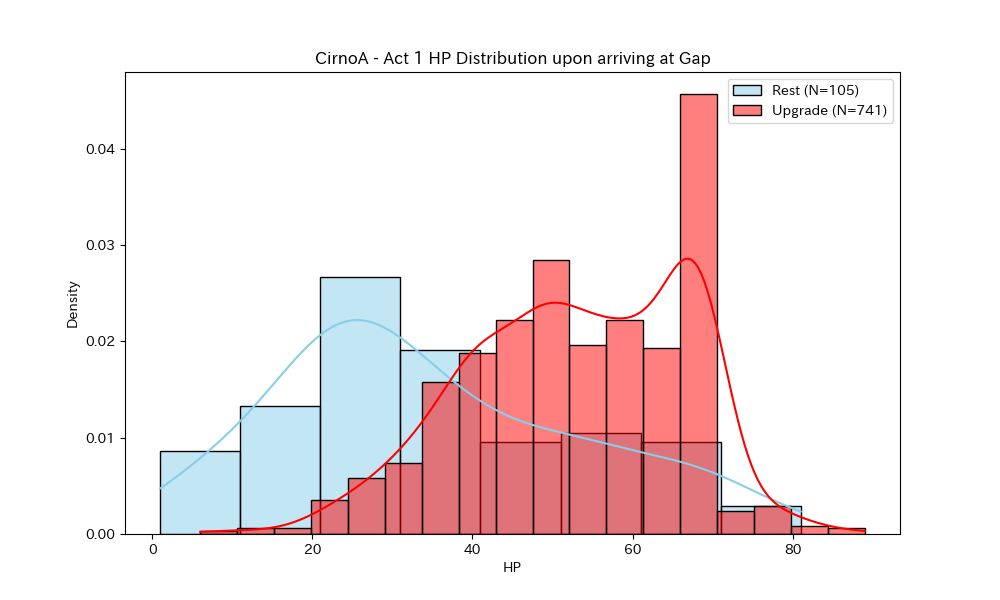 CirnoA - Act 1 HP Distribution upon arriving at Gap
Rest (N=105)
Upgrade (N=741)
0.04
0.03
0.02
0.01
0.00
Density
0
20
40
60
80
HP